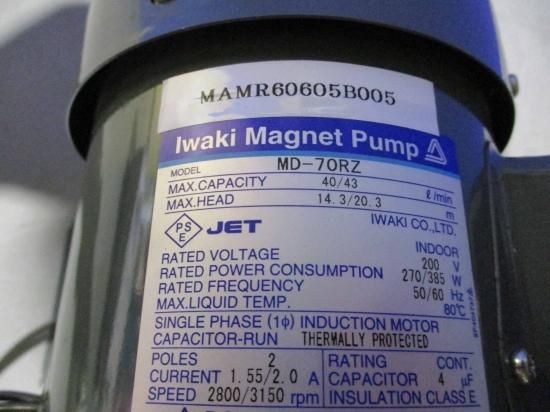 MAMR60605B005
Iwaki Magnet Pump
MODEL MD-70RZ
MAX.CAPACITY 40/43 ℓ/min
MAX.HEAD 14.3/20.3 m
PSE JET IWAKI CO.,LTD.
INDOOR
RATED VOLTAGE 200 V
RATED POWER CONSUMPTION 270/385 W
RATED FREQUENCY 50/60 Hz
MAX.LIQUID TEMP. 80℃
SINGLE PHASE (1ϕ) INDUCTION MOTOR
CAPACITOR-RUN THERMALLY PROTECTED
POLES 2 RATING CONT.
CURRENT 1.55/2.0 A CAPACITOR 4 µF
SPEED 2800/3150 rpm INSULATION CLASS E